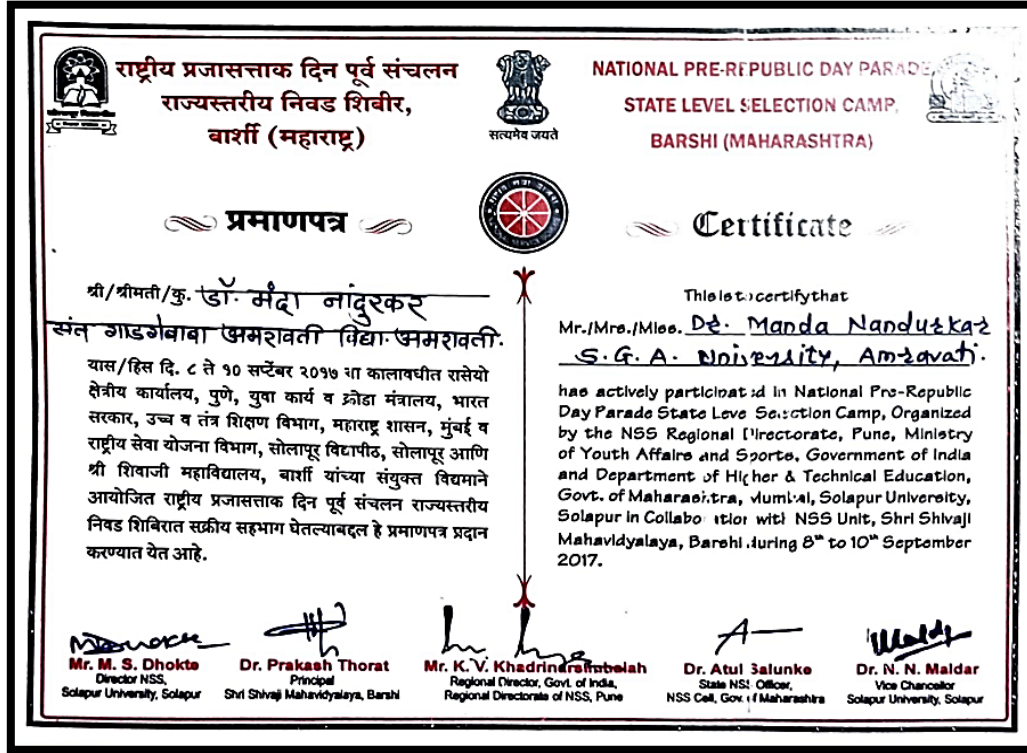 राष्ट्रीय प्रजासत्ताक दिन पूर्व संचलन
राज्यस्तरीय निवड शिबीर,
बार्शी (महाराष्ट्र)
सत्यमेव जयते
NATIONAL PRE-REPUBLIC DAY PARADE
STATE LEVEL SELECTION CAMP,
BARSHI (MAHARASHTRA)
प्रमाणपत्र
Certificate
श्री/श्रीमती/कु. डॉ. मंदा नांदुरकर
संत गाडगेबाबा अमरावती विद्या. अमरावती.
यास/हिस दि. ८ ते १० सप्टेंबर २०१७ या कालावधीत रासेयो
क्षेत्रीय कार्यालय, पुणे, युवा कार्य व क्रीडा मंत्रालय, भारत
सरकार, उच्च व तंत्र शिक्षण विभाग, महाराष्ट्र शासन, मुंबई व
राष्ट्रीय सेवा योजना विभाग, सोलापूर विद्यापीठ, सोलापूर आणि
श्री शिवाजी महाविद्यालय, बार्शी यांच्या संयुक्त विद्यमाने
आयोजित राष्ट्रीय प्रजासत्ताक दिन पूर्व संचलन राज्यस्तरीय
निवड शिबिरात सक्रीय सहभाग घेतल्याबद्दल हे प्रमाणपत्र प्रदान
करण्यात येत आहे.
This is to certify that
Mr./Mrs./Miss. Dr. Manda Nandurkar
S.G.A. University, Amravati.
has actively participated in National Pre-Republic
Day Parade State Leve Selection Camp, Organized
by the NSS Regional Directorate, Pune, Ministry
of Youth Affairs and Sports, Government of India
and Department of Higher & Technical Education,
Govt. of Maharashtra, Mumbai, Solapur University,
Solapur in Collaboration with NSS Unit, Shri Shivaji
Mahavidyalaya, Barshi during 8th to 10th September
2017.
Mr. M. S. Dhokte
Director NSS,
Solapur University, Solapur
Dr. Prakash Thorat
Principal
Shri Shivaji Mahavidyalaya, Barshi
Mr. K. V. 
Regional Director, Govt. of India,
Regional Directorate of NSS, Pune
Dr. Atul Salunke
State NSS Officer,
NSS Cell, Gov. of Maharashtra
Dr. N. N. Maldar
Vice Chancellor
Solapur University, Solapur